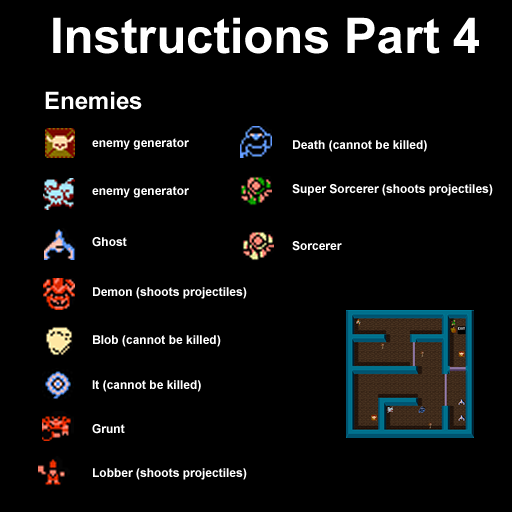 Instructions Part 4
Enemies
enemy generator
enemy generator
Ghost
Demon (shoots projectiles)
Blob (cannot be killed)
It (cannot be killed)
Grunt
Lobber (shoots projectiles)
Death (cannot be killed)
Super Sorcerer (shoots projectiles)
Sorcerer